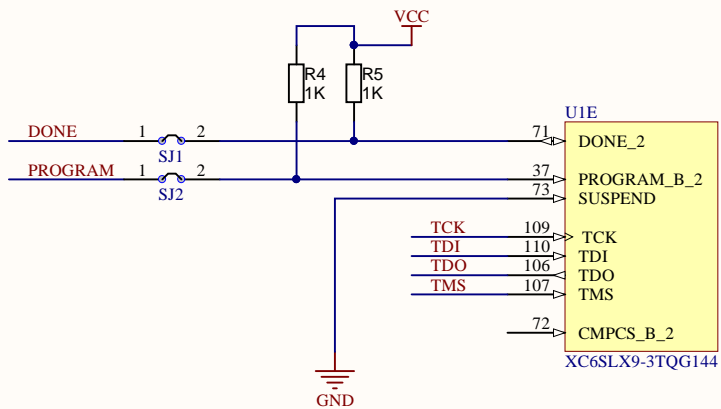 VCC
R4
1K
R5
1K
U1E
DONE
1
2
SJ1
71
DONE_2
PROGRAM
1
2
SJ2
37
PROGRAM_B_2
73
SUSPEND
TCK
109
TCK
TDI
110
TDI
TDO
106
TDO
TMS
107
TMS
72
CMPCS_B_2
XC6SLX9-3TQG144
GND